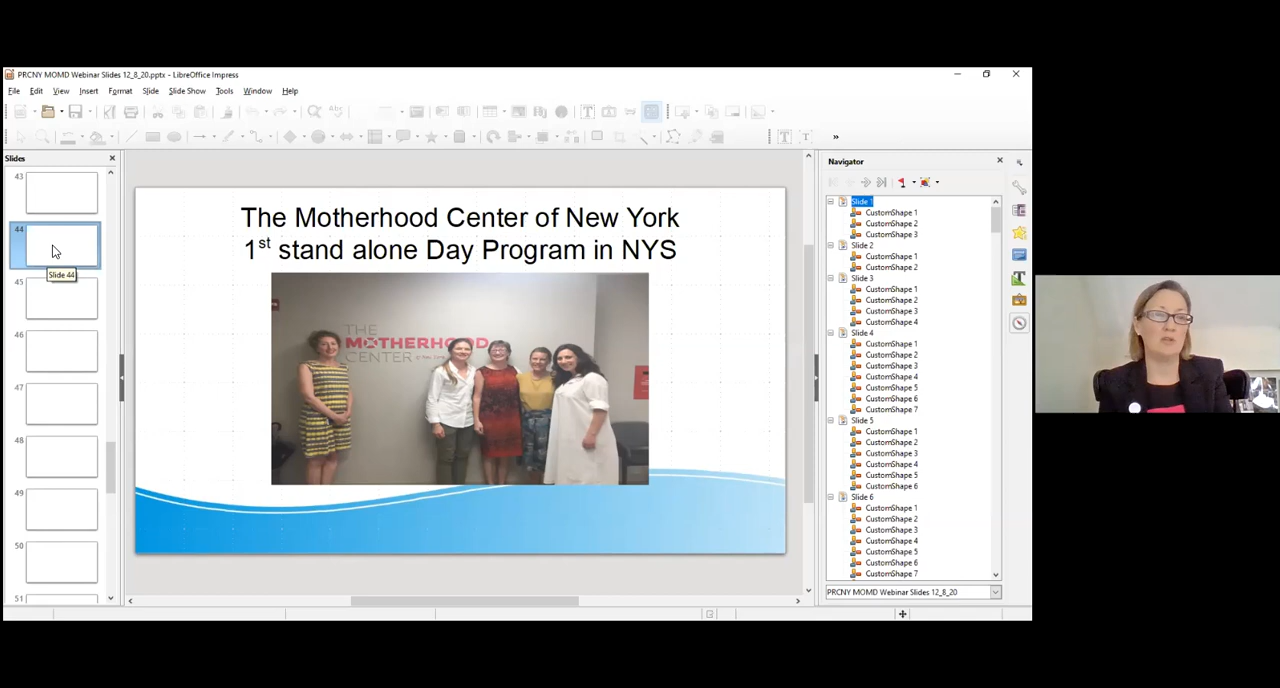 PRCNY MOMD Webinar Slides 12_8_20.pptx - LibreOffice Impress
File Edit View Insert Format Slide Slide Show Tools Window Help
Slides
43
44
Slide 44
45
46
47
48
49
50
51
The Motherhood Center of New York
1st stand alone Day Program in NYS
THE
MOTHERHOOD
CENTER
Navigator
Slide 1
CustomShape 1
CustomShape 2
CustomShape 3
Slide 2
CustomShape 1
CustomShape 2
Slide 3
CustomShape 1
CustomShape 2
CustomShape 3
CustomShape 4
Slide 4
CustomShape 1
CustomShape 2
CustomShape 3
CustomShape 4
CustomShape 5
CustomShape 6
CustomShape 7
Slide 5
CustomShape 1
CustomShape 2
CustomShape 3
CustomShape 4
CustomShape 5
CustomShape 6
Slide 6
CustomShape 1
CustomShape 2
CustomShape 3
CustomShape 4
CustomShape 5
CustomShape 6
CustomShape 7
PRCNY MOMD Webinar Slides 12_8_20